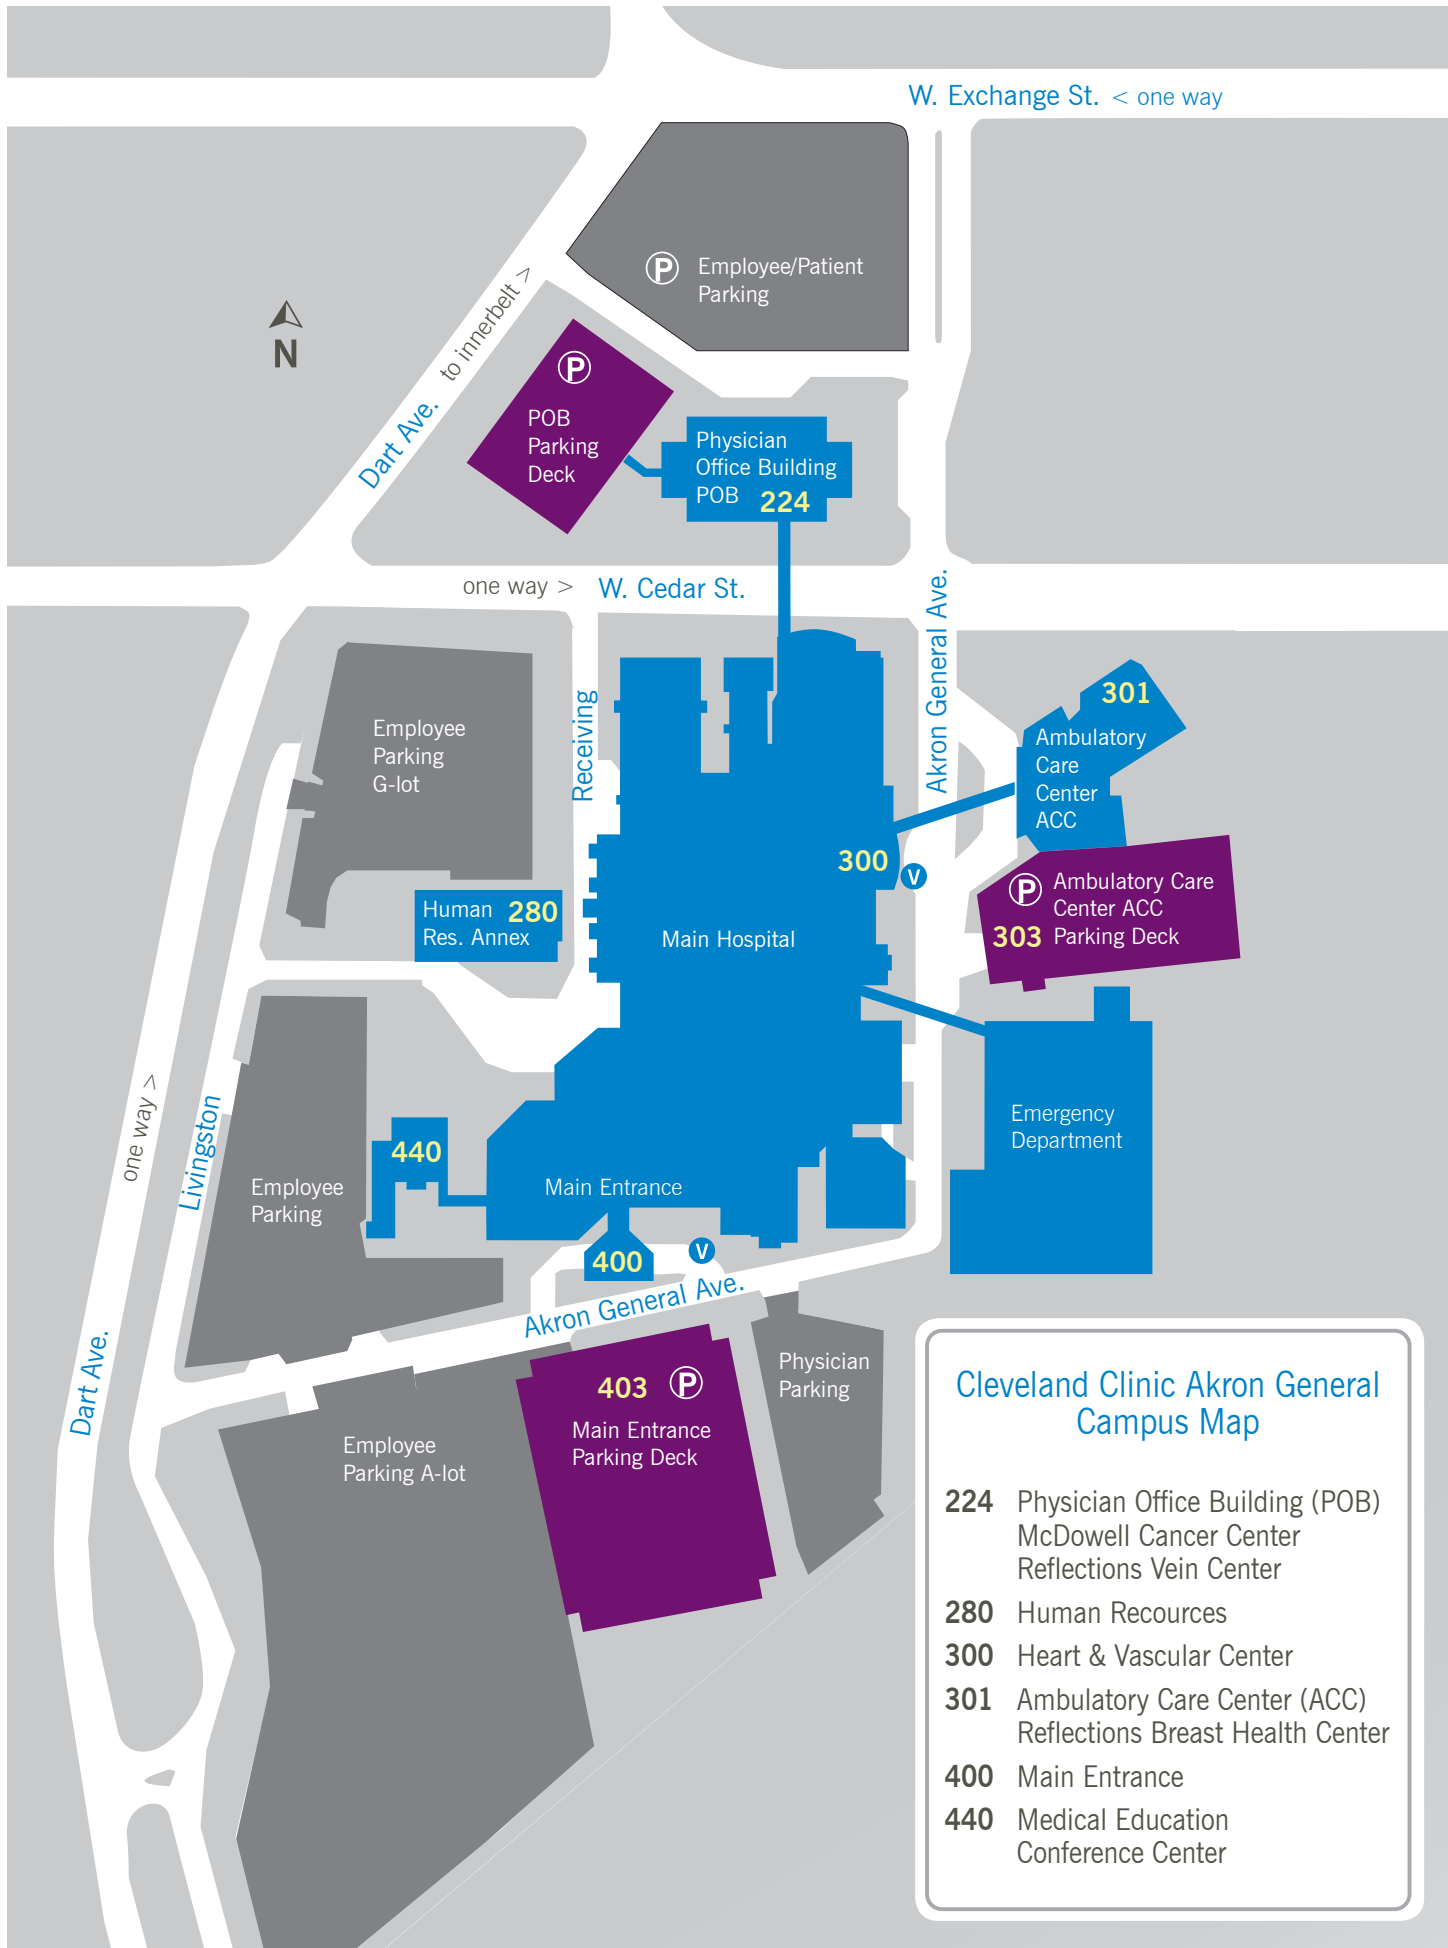 W. Exchange St. < one way
P Employee/Patient
Parking
N
to innerbelt >
Dart Ave.
P
POB
Parking
Deck
Physician
Office Building
POB 224
one way > W. Cedar St.
Akron General Ave.
Receiving
Employee
Parking
G-lot
301
Ambulatory
Care
Center
ACC
300
V
P Ambulatory Care
Center ACC
303 Parking Deck
Human 280
Res. Annex
Main Hospital
one way >
Livingston
440
Employee
Parking
Main Entrance
Emergency
Department
400
V
Akron General Ave.
Dart Ave.
Physician
Parking
403 P
Main Entrance
Parking Deck
Employee
Parking A-lot
Cleveland Clinic Akron General
Campus Map
224 Physician Office Building (POB)
McDowell Cancer Center
Reflections Vein Center
280 Human Recources
300 Heart & Vascular Center
301 Ambulatory Care Center (ACC)
Reflections Breast Health Center
400 Main Entrance
440 Medical Education
Conference Center